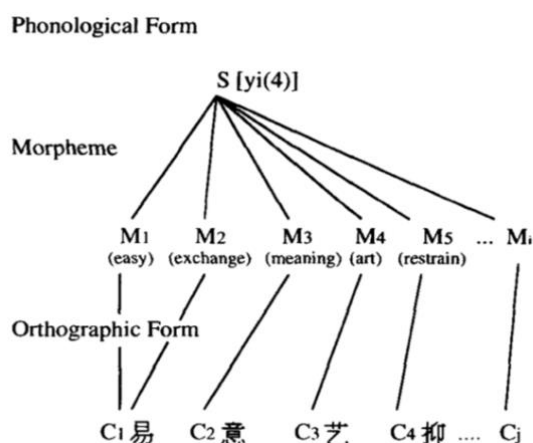 Phonological Form
S [yi(4)]
Morpheme
M1 M2 M3 M4 M5 ... Mi
(easy) (exchange) (meaning) (art) (restrain)
Orthographic Form
C1 易 C2 意 C3 艺 C4 抑 .... Cj